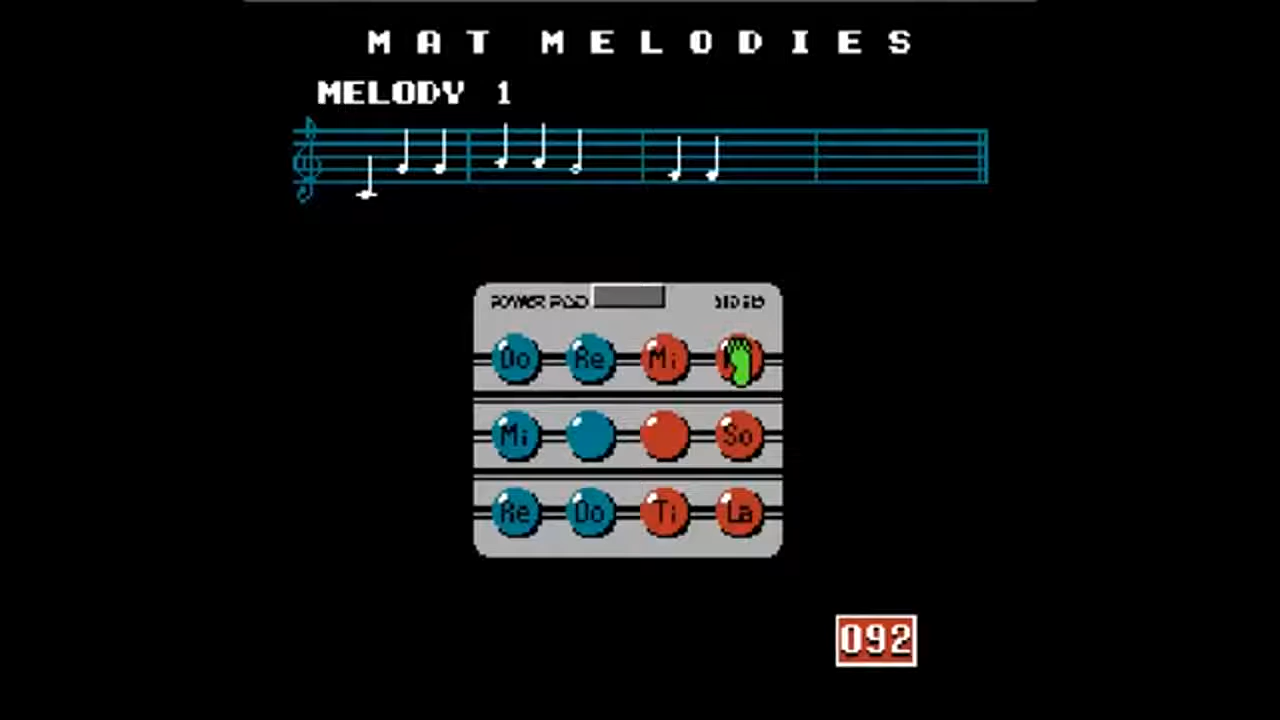 MAT MELODIES
MELODY 1
POWER PAD
Do Re Mi
Mi So
Re Do Ti La
092